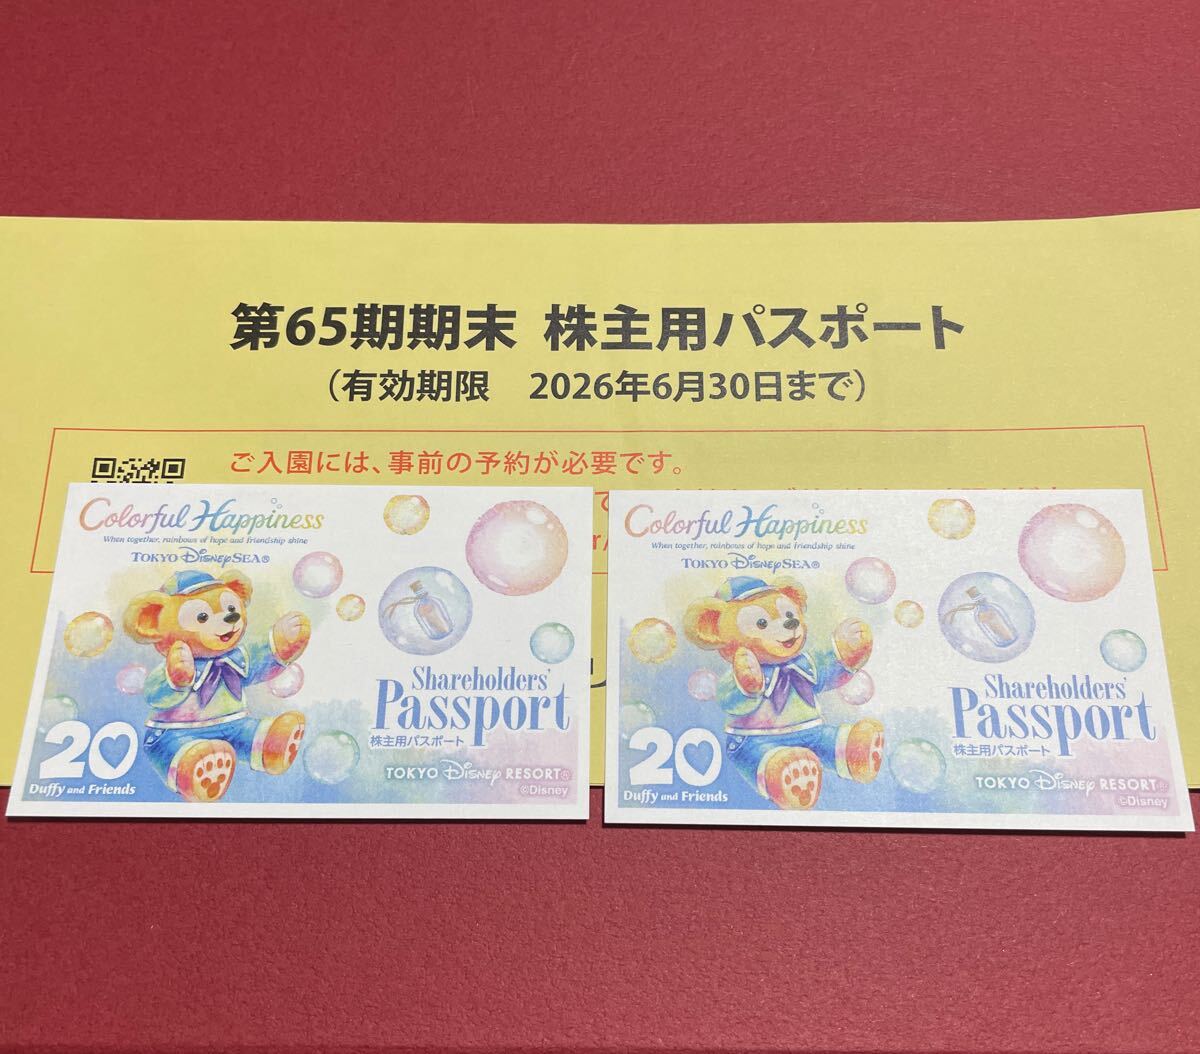 第65期期末 株主用パスポート
（有効期限　2026年6月30日まで）
ご入園には、事前の予約が必要です。
Colorful Happiness
When together, rainbows of hope and friendship shine
TOKYO DISNEYSEA®
Shareholders'
Passport
株主用パスポート
20
Duffy and Friends
TOKYO Disney RESORT®
©Disney
Colorful Happiness
When together, rainbows of hope and friendship shine
TOKYO DISNEYSEA®
Shareholders'
Passport
株主用パスポート
20
Duffy and Friends
TOKYO Disney RESORT®
©Disney